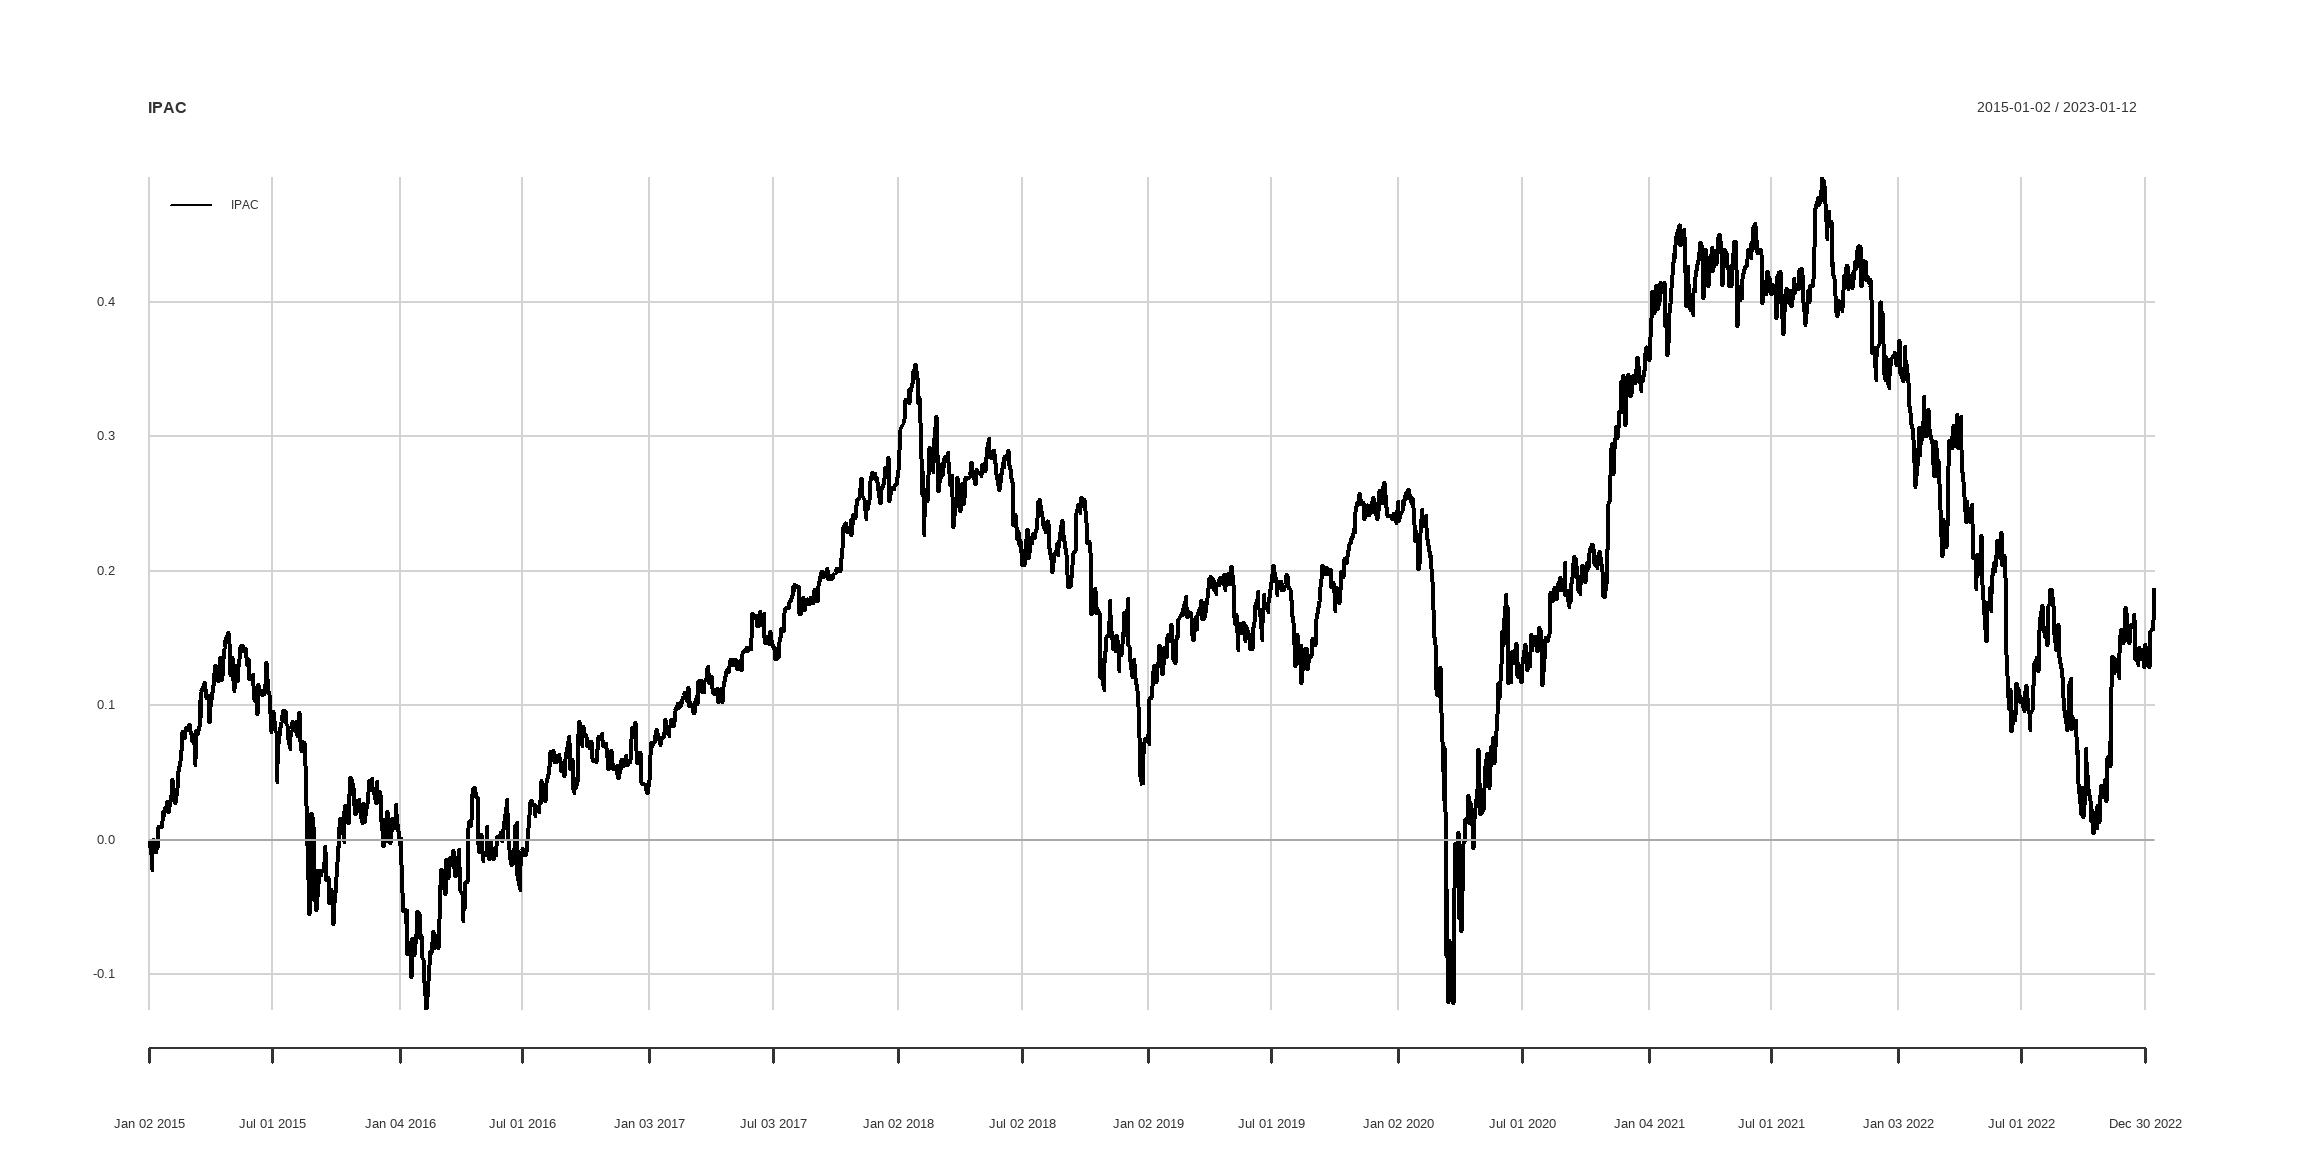 IPAC
2015-01-02 / 2023-01-12
IPAC
0.4
0.3
0.2
0.1
0.0
-0.1
Jan 02 2015
Jul 01 2015
Jan 04 2016
Jul 01 2016
Jan 03 2017
Jul 03 2017
Jan 02 2018
Jul 02 2018
Jan 02 2019
Jul 01 2019
Jan 02 2020
Jul 01 2020
Jan 04 2021
Jul 01 2021
Jan 03 2022
Jul 01 2022
Dec 30 2022